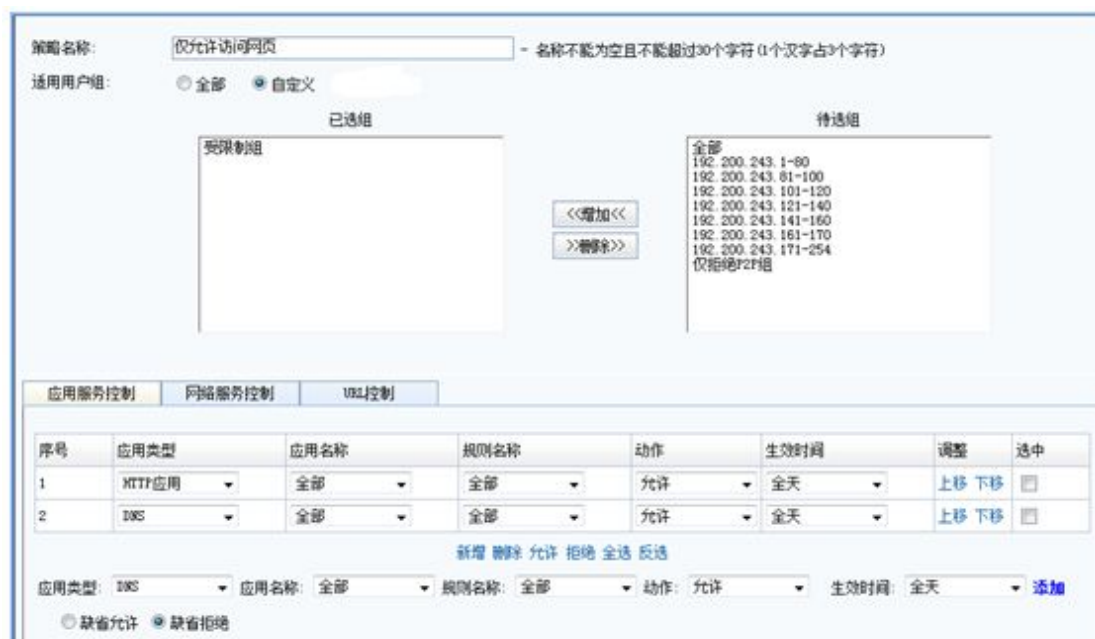 策略名称: 仅允许访问网页 - 名称不能为空且不能超过30个字符(1个汉字占3个字符)
适用用户组: 全部 自定义
已选组 待选组
受限制组
全部
192.200.243.1-80
192.200.243.81-100
192.200.243.101-120
192.200.243.121-140
192.200.243.141-160
192.200.243.161-170
192.200.243.171-254
仅拒绝P2P组
<<增加<<
>>删除>>
应用服务控制 网络服务控制 URL控制
序号 应用类型 应用名称 规则名称 动作 生效时间 调整 选中
1 HTTP应用 全部 全部 允许 全天 上移 下移
2 DNS 全部 全部 允许 全天 上移 下移
新增 删除 允许 拒绝 全选 反选
应用类型: DNS 应用名称: 全部 规则名称: 全部 动作: 允许 生效时间: 全天 添加
缺省允许 缺省拒绝